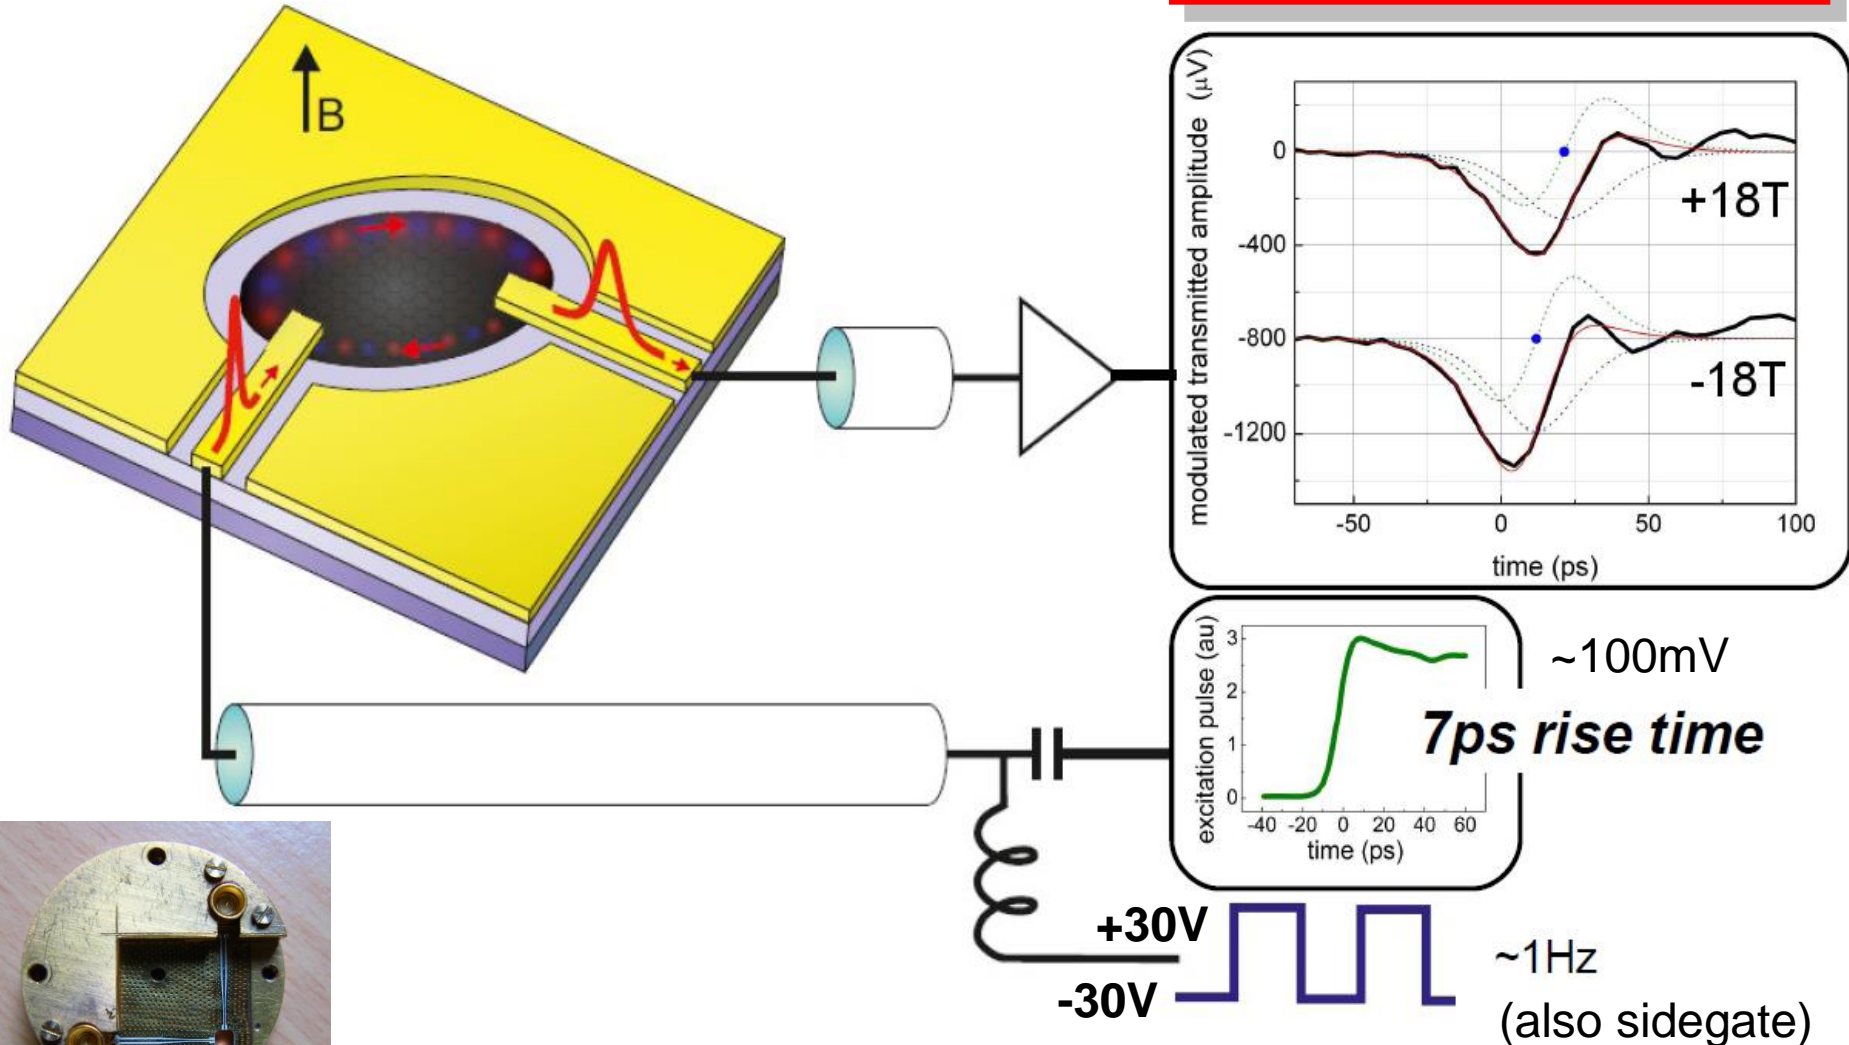 B
modulated transmitted amplitude (μV)
0
-400
-800
-1200
+18T
-18T
-50 0 50 100
time (ps)
excitation pulse (au)
3
2
1
0
-40 -20 0 20 40 60
time (ps)
~100mV
7ps rise time
+30V
-30V
~1Hz
(also sidegate)